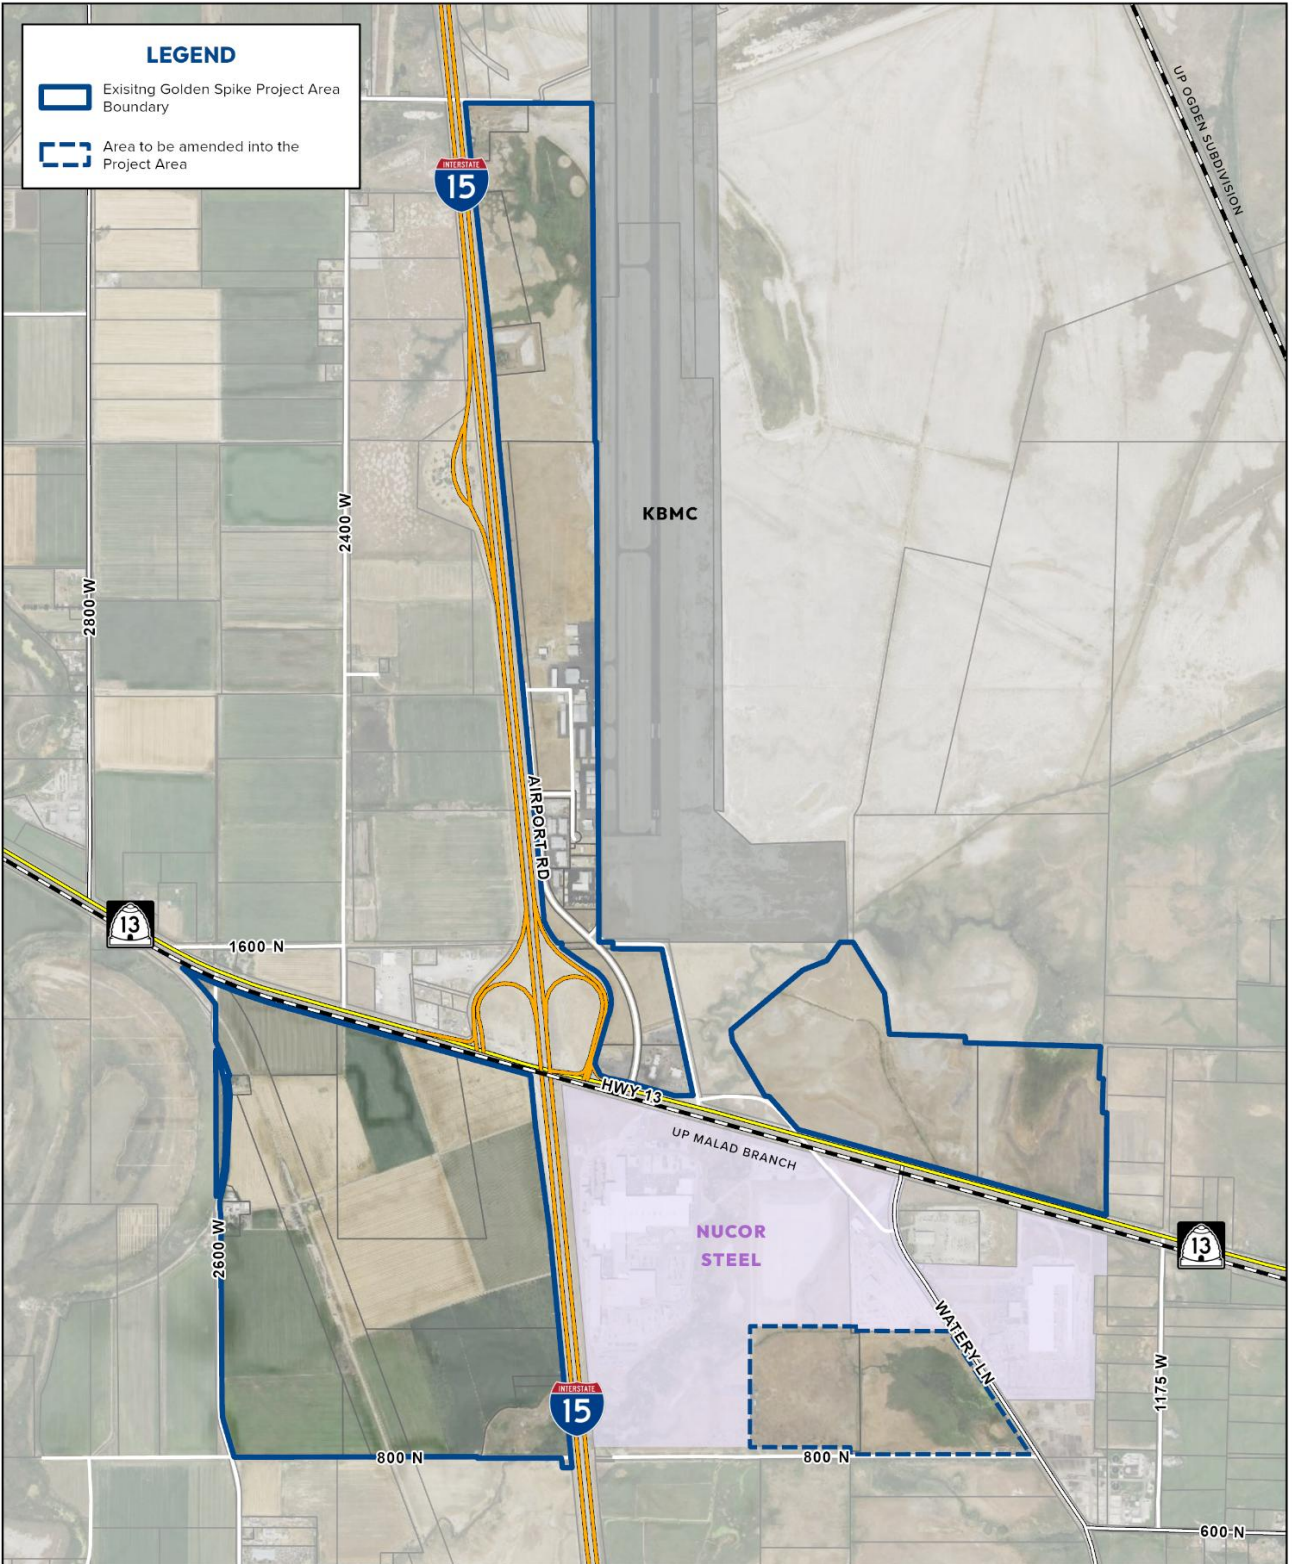 LEGEND
Exisitng Golden Spike Project Area
Boundary
Area to be amended into the
Project Area
UP OGDEN SUBDIVISION
INTERSTATE
15
KBMC
2400 W
2800 W
AIRPORT RD
13
1600 N
HWY 13
UP MALAD BRANCH
NUCOR
STEEL
2600 W
13
WATERY LN
1175 W
INTERSTATE
15
800 N
800 N
600 N